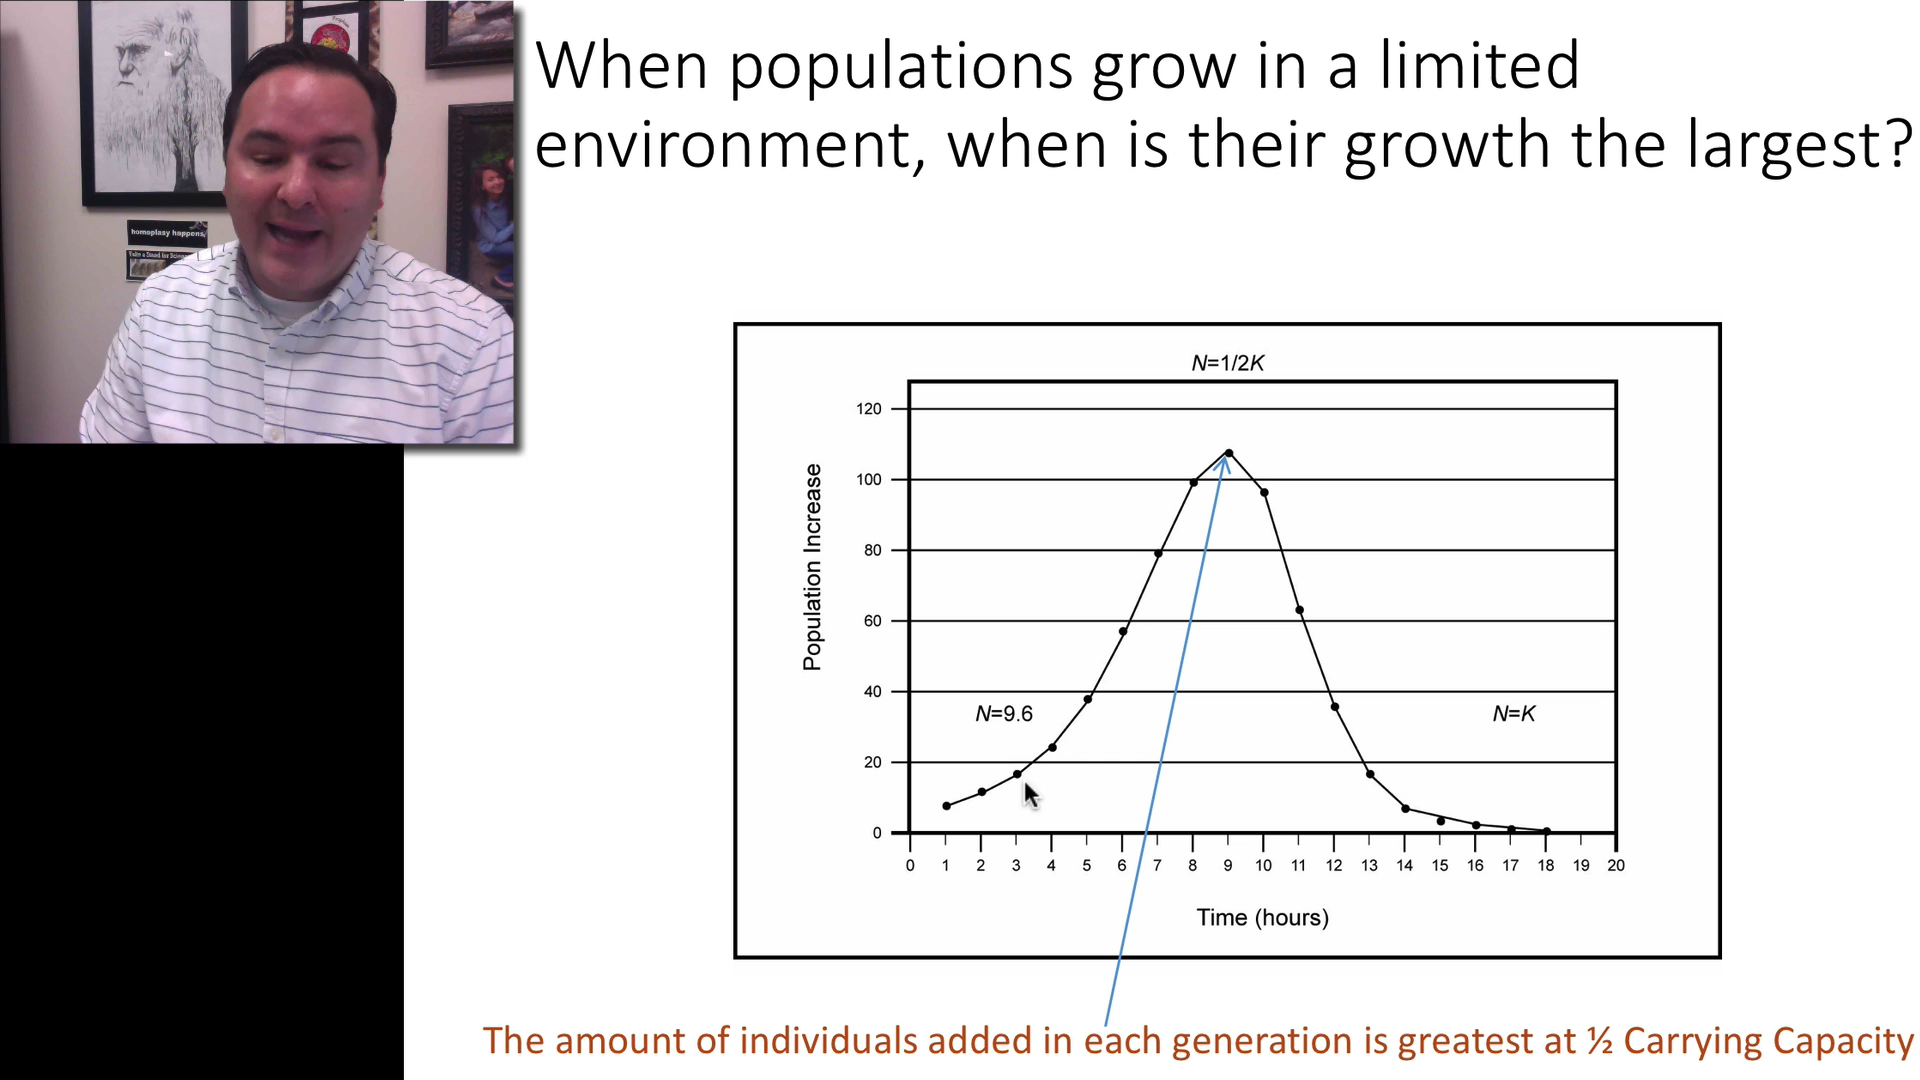 When populations grow in a limited
environment, when is their growth the largest?
homoplasy happens
N=1/2K
120
100
80
60
40
20
0
Population Increase
N=9.6
N=K
0 1 2 3 4 5 6 7 8 9 10 11 12 13 14 15 16 17 18 19 20
Time (hours)
The amount of individuals added in each generation is greatest at ½ Carrying Capacity